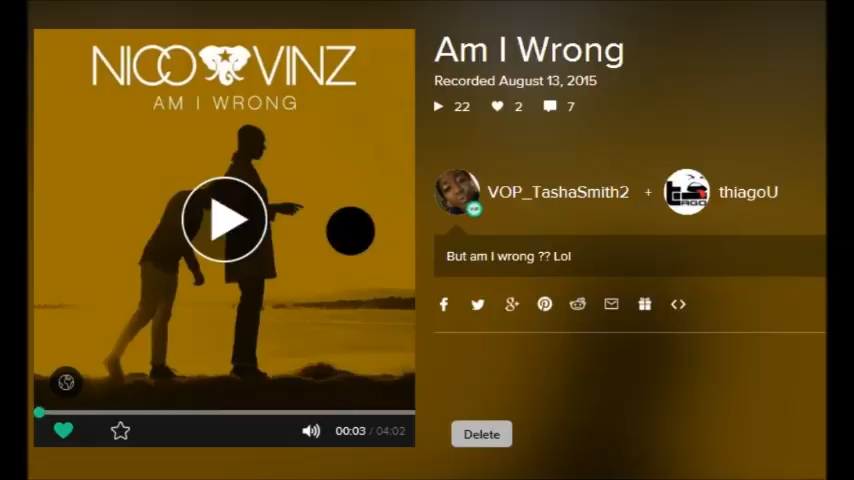 NICO VINZ
AM I WRONG
Am I Wrong
Recorded August 13, 2015
22 2 7
VOP_TashaSmith2 + thiagoU
But am I wrong ?? Lol
00:03 / 04:02
Delete